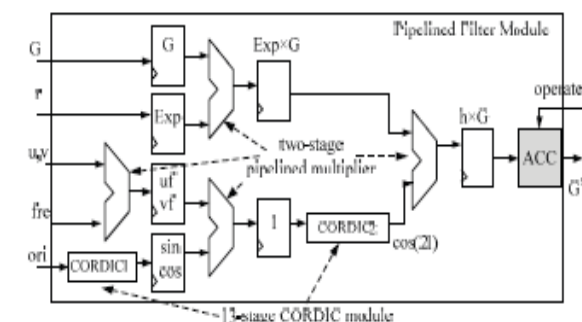 Pipelined Filter Module
G
G
Exp×G
r
Exp
operate
h×G
u,v
two-stage
pipelined multiplier
ACC
uf
vf
G'
fre
1
CORDIC2
cos(2l)
ori
CORDIC1
sin
cos
13-stage CORDIC module